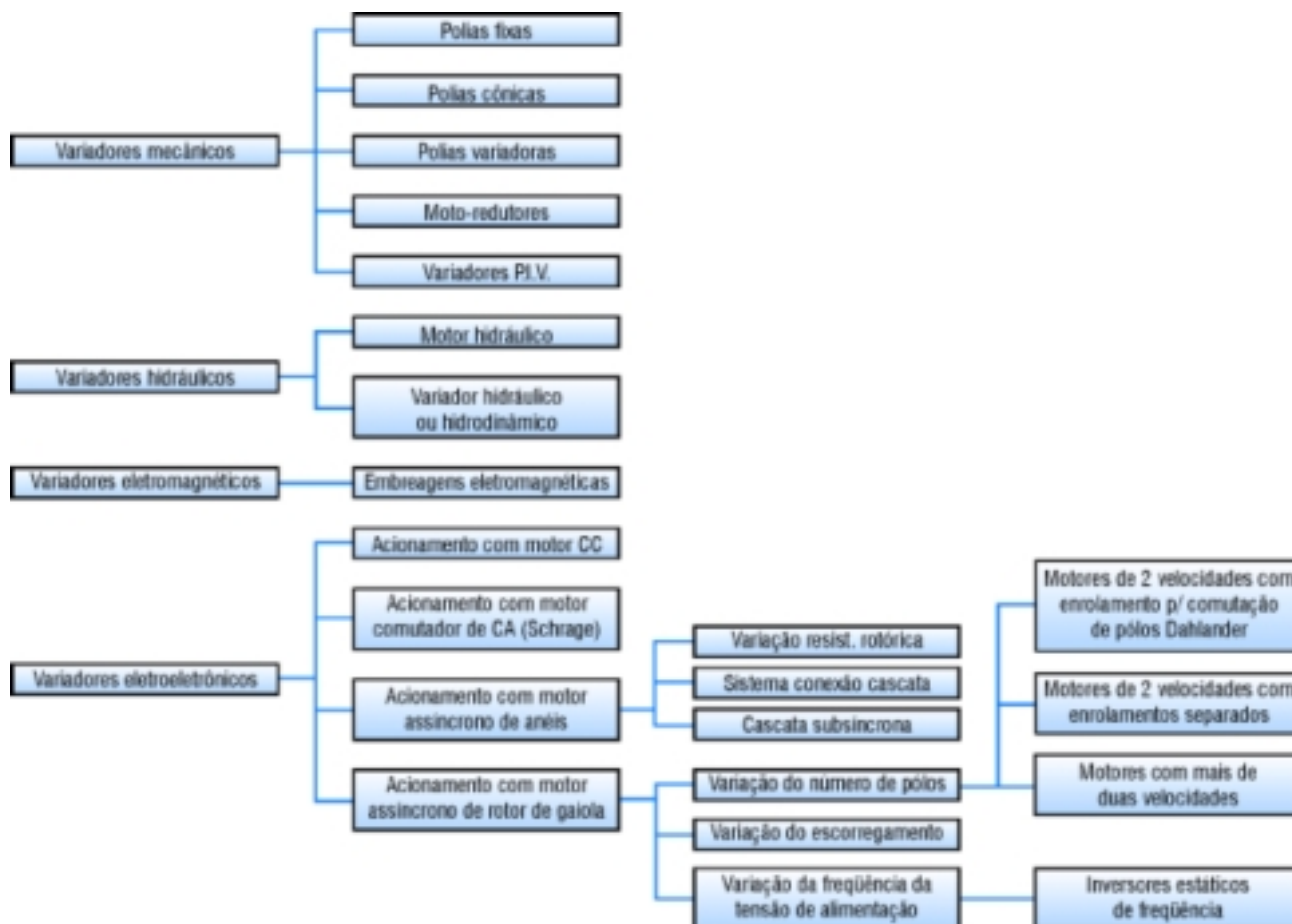 Variadores mecânicos
Polias fixas
Polias cônicas
Polias variadoras
Moto-redutores
Variadores P.I.V.
Variadores hidráulicos
Motor hidráulico
Variador hidráulico
ou hidrodinâmico
Variadores eletromagnéticos
Embreagens eletromagnéticas
Variadores eletroeletrônicos
Acionamento com motor CC
Acionamento com motor
comutador de CA (Schrage)
Acionamento com motor
assíncrono de anéis
Variação resist. rotórica
Sistema conexão cascata
Cascata subsíncrona
Acionamento com motor
assíncrono de rotor de gaiola
Variação do número de pólos
Motores de 2 velocidades com
enrolamento p/ comutação
de pólos Dahlander
Motores de 2 velocidades com
enrolamentos separados
Motores com mais de
duas velocidades
Variação do escorregamento
Variação da freqüência da
tensão de alimentação
Inversores estáticos
de freqüência